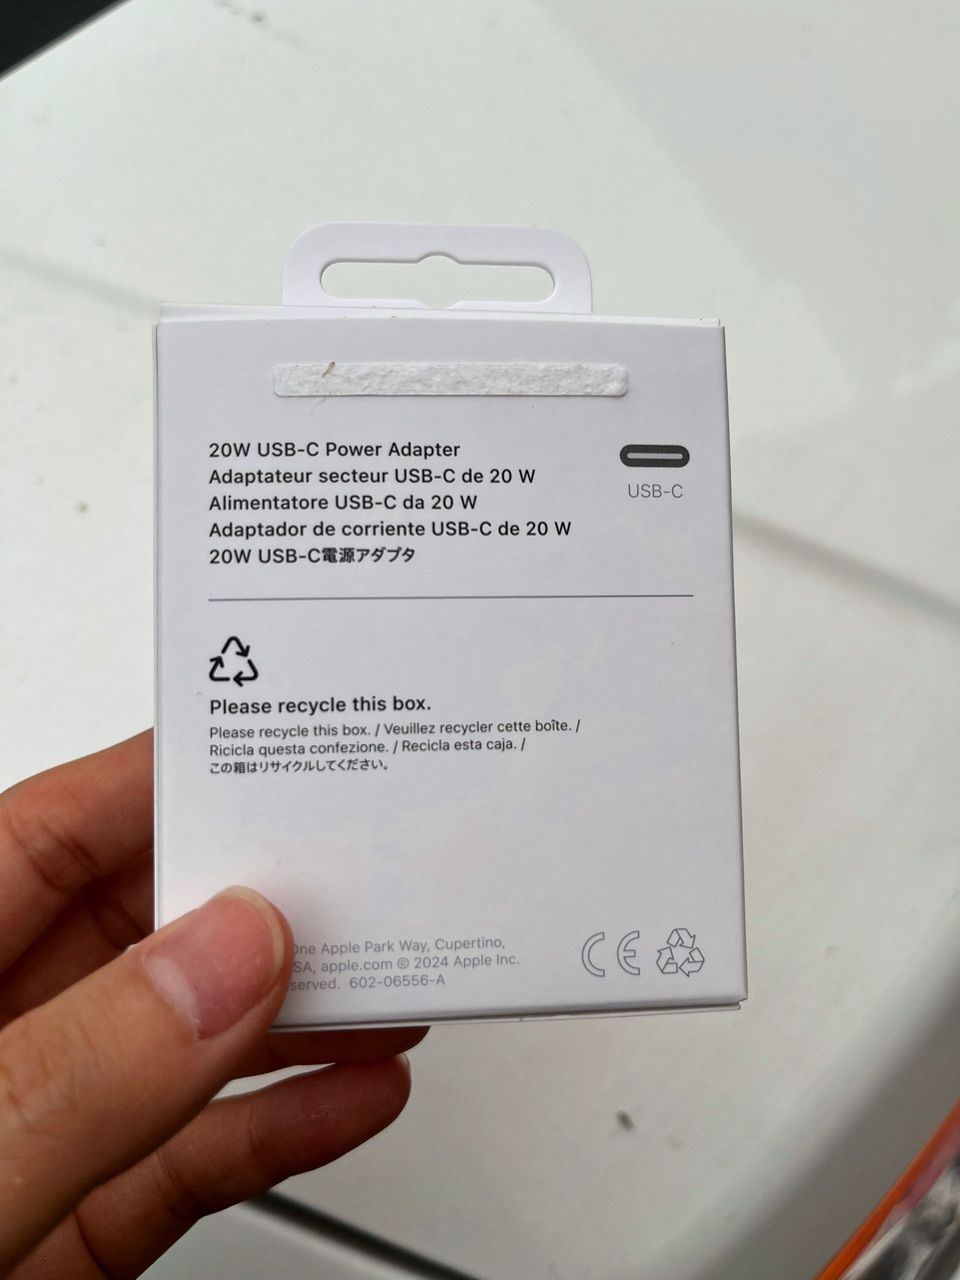 20W USB-C Power Adapter
Adaptateur secteur USB-C de 20 W
Alimentatore USB-C da 20 W
Adaptador de corriente USB-C de 20 W
20W USB-C電源アダプタ
USB-C
Please recycle this box.
Please recycle this box. / Veuillez recycler cette boîte. /
Ricicla questa confezione. / Recicla esta caja. /
この箱はリサイクルしてください。
One Apple Park Way, Cupertino,
apple.com © 2024 Apple Inc.
602-06556-A
CE